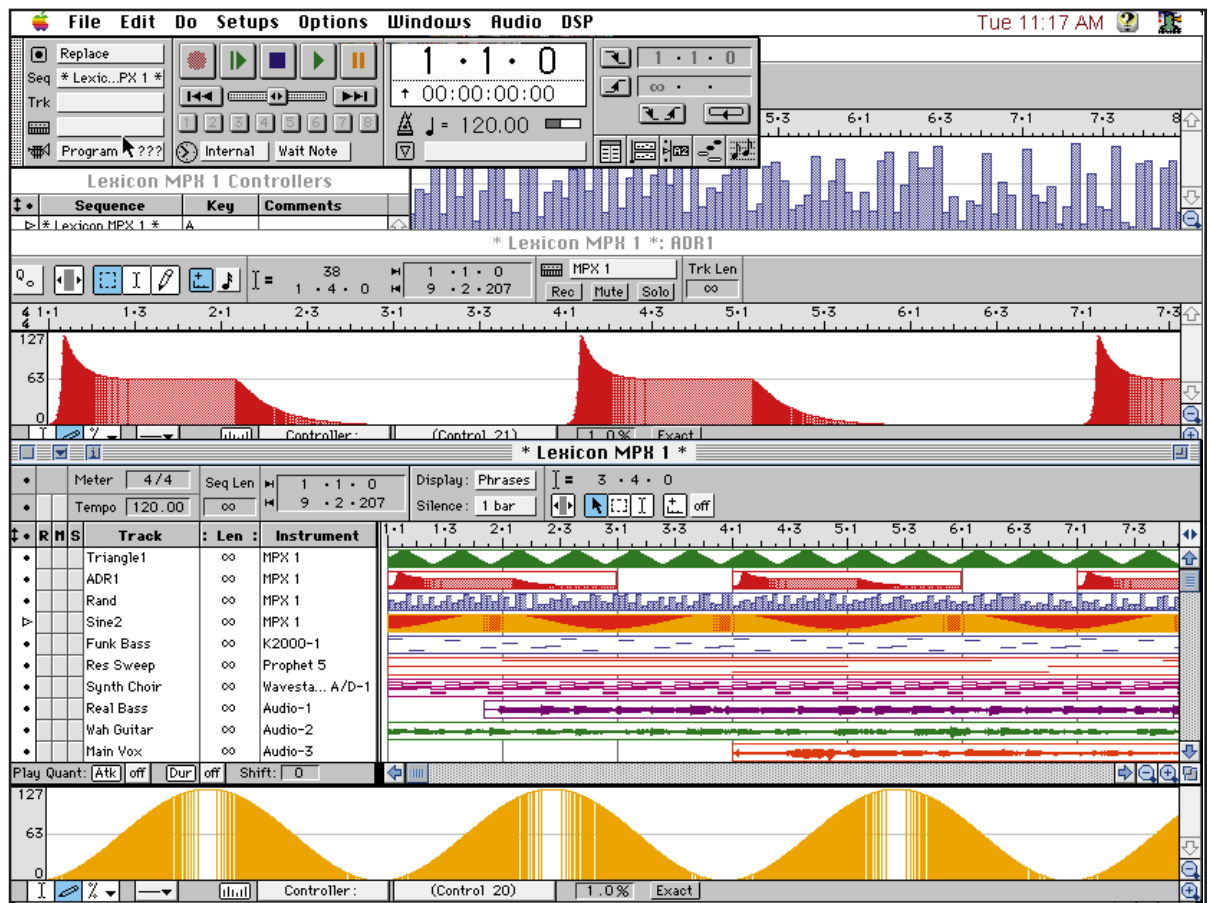 File Edit Do Setups Options Windows Audio DSP Tue 11:17 AM
Replace
Seq * Lexic...PX 1 *
Trk
Program ???
1 2 3 4 5 6 7 8
Internal Wait Note
1 · 1 · 0
00:00:00:00
= 120.00
1 · 1 · 0
∞ · ·
5·3 6·1 6·3 7·1 7·3 8
Lexicon MPX 1 Controllers
Sequence Key Comments
* Lexicon MPX 1 * A
* Lexicon MPX 1 *: ADR1
Q
= 38
1 · 4 · 0
1 · 1 · 0
9 · 2 · 207
MPX 1
Rec Mute Solo
Trk Len
∞
4/4 1·1 1·3 2·1 2·3 3·1 3·3 4·1 4·3 5·1 5·3 6·1 6·3 7·1 7·3
127
63
0
% Controller: (Control 21) 1.0% Exact
* Lexicon MPX 1 *
Meter 4/4
Tempo 120.00
Seq Len
∞
1 · 1 · 0
9 · 2 · 207
Display: Phrases
Silence: 1 bar
= 3 · 4 · 0
off
R M S Track : Len : Instrument
1·1 1·3 2·1 2·3 3·1 3·3 4·1 4·3 5·1 5·3 6·1 6·3 7·1 7·3
Triangle1 ∞ MPX 1
ADR1 ∞ MPX 1
Rand ∞ MPX 1
Sine2 ∞ MPX 1
Funk Bass ∞ K2000-1
Res Sweep ∞ Prophet 5
Synth Choir ∞ Wavesta... A/D-1
Real Bass ∞ Audio-1
Wah Guitar ∞ Audio-2
Main Vox ∞ Audio-3
Play Quant: Atk off Dur off Shift: 0
127
63
0
% Controller: (Control 20) 1.0% Exact